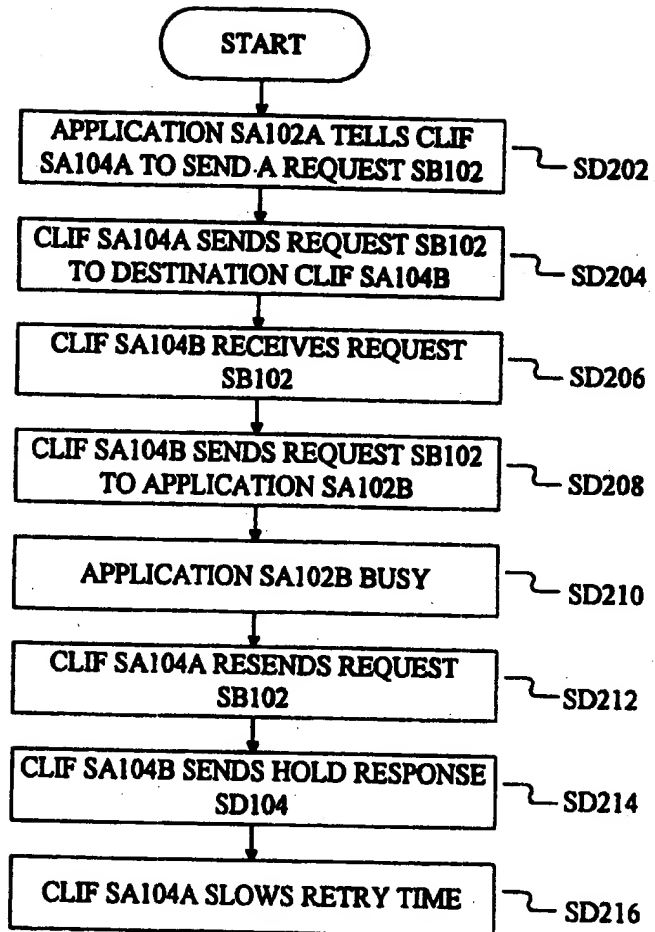 START
APPLICATION SA102A TELLS CLIF
SA104A TO SEND A REQUEST SB102
SD202
CLIF SA104A SENDS REQUEST SB102
TO DESTINATION CLIF SA104B
SD204
CLIF SA104B RECEIVES REQUEST
SB102
SD206
CLIF SA104B SENDS REQUEST SB102
TO APPLICATION SA102B
SD208
APPLICATION SA102B BUSY
SD210
CLIF SA104A RESENDS REQUEST
SB102
SD212
CLIF SA104B SENDS HOLD RESPONSE
SD104
SD214
CLIF SA104A SLOWS RETRY TIME
SD216